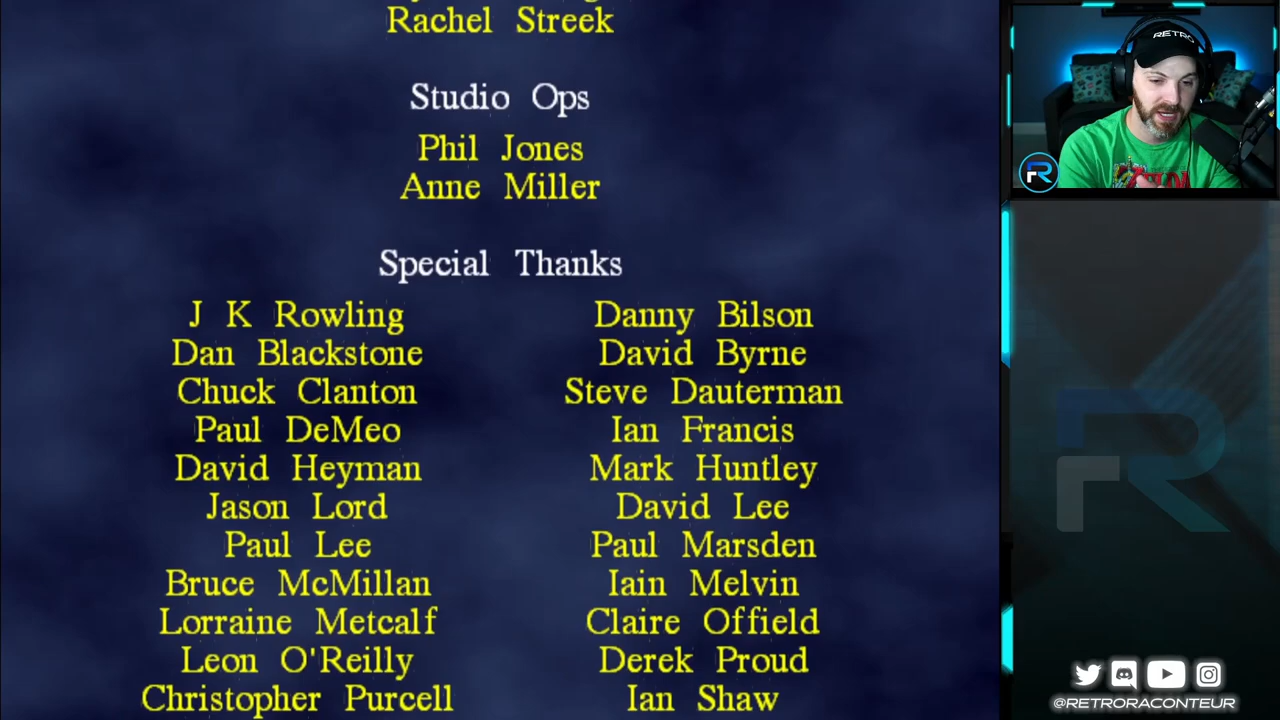 Rachel Streek
Studio Ops
Phil Jones
Anne Miller
Special Thanks
J K Rowling Danny Bilson
Dan Blackstone David Byrne
Chuck Clanton Steve Dauterman
Paul DeMeo Ian Francis
David Heyman Mark Huntley
Jason Lord David Lee
Paul Lee Paul Marsden
Bruce McMillan Iain Melvin
Lorraine Metcalf Claire Offield
Leon O'Reilly Derek Proud
Christopher Purcell Ian Shaw
RETRO
@RETRORACONTEUR